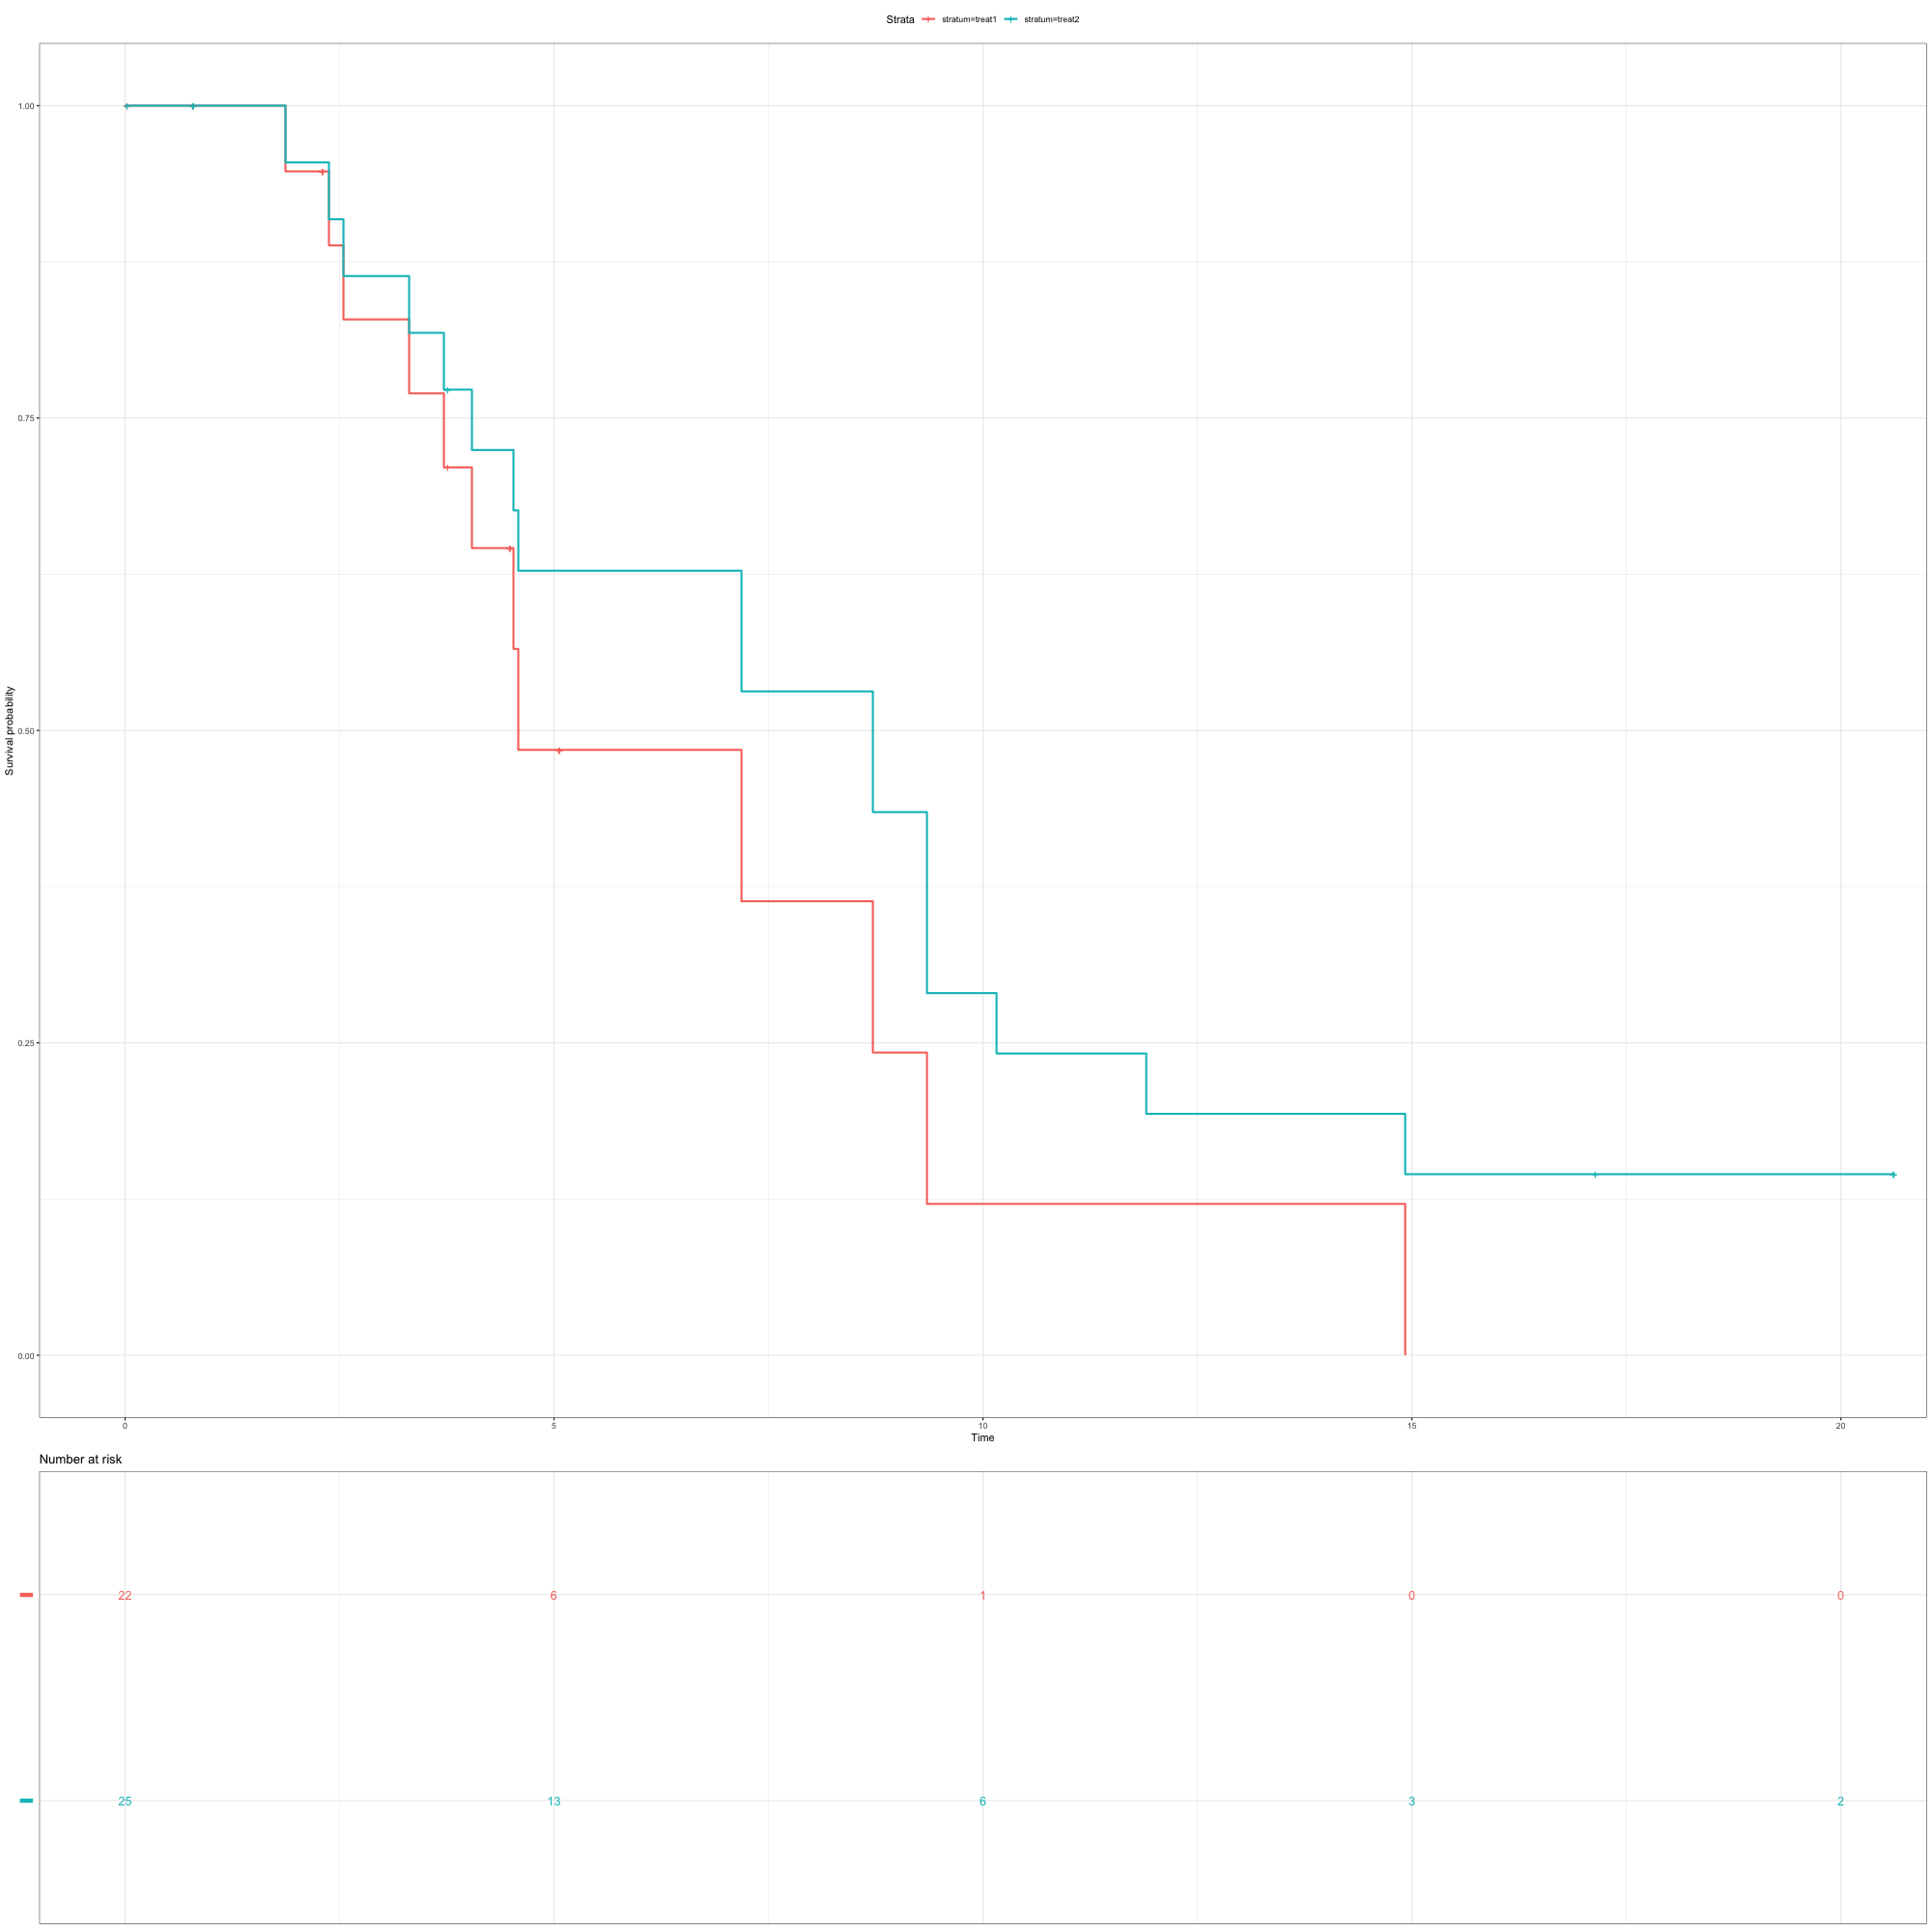 Strata stratum=treat1 stratum=treat2
1.00
0.75
0.50
0.25
0.00
Survival probability
0 5 10 15 20
Time
Number at risk
22 6 1 0 0
25 13 6 3 2